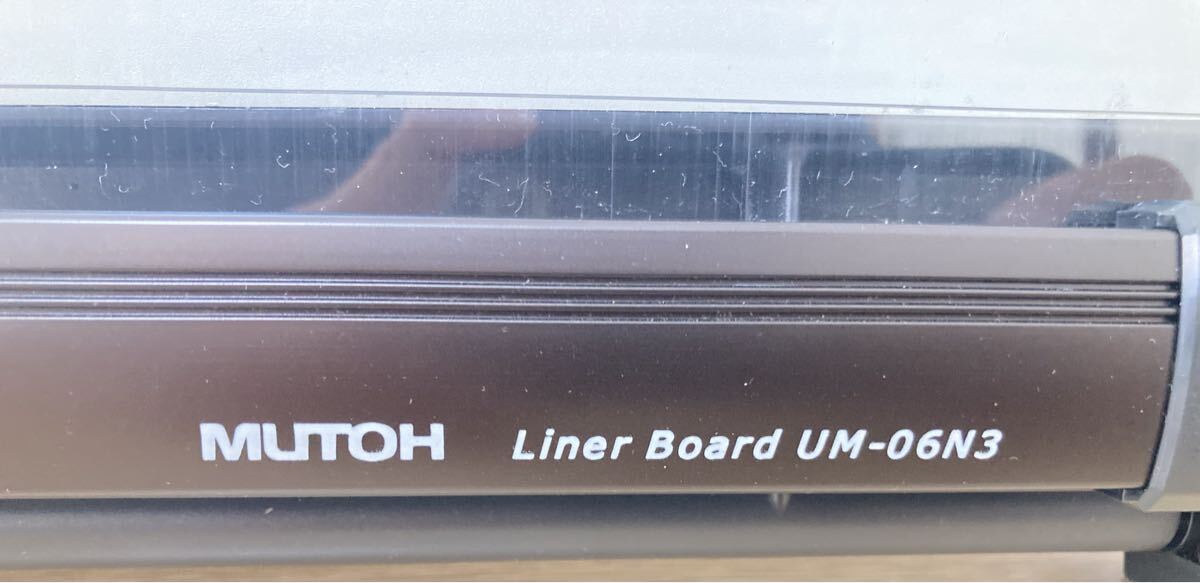 MUTOH Liner Board UM-06N3